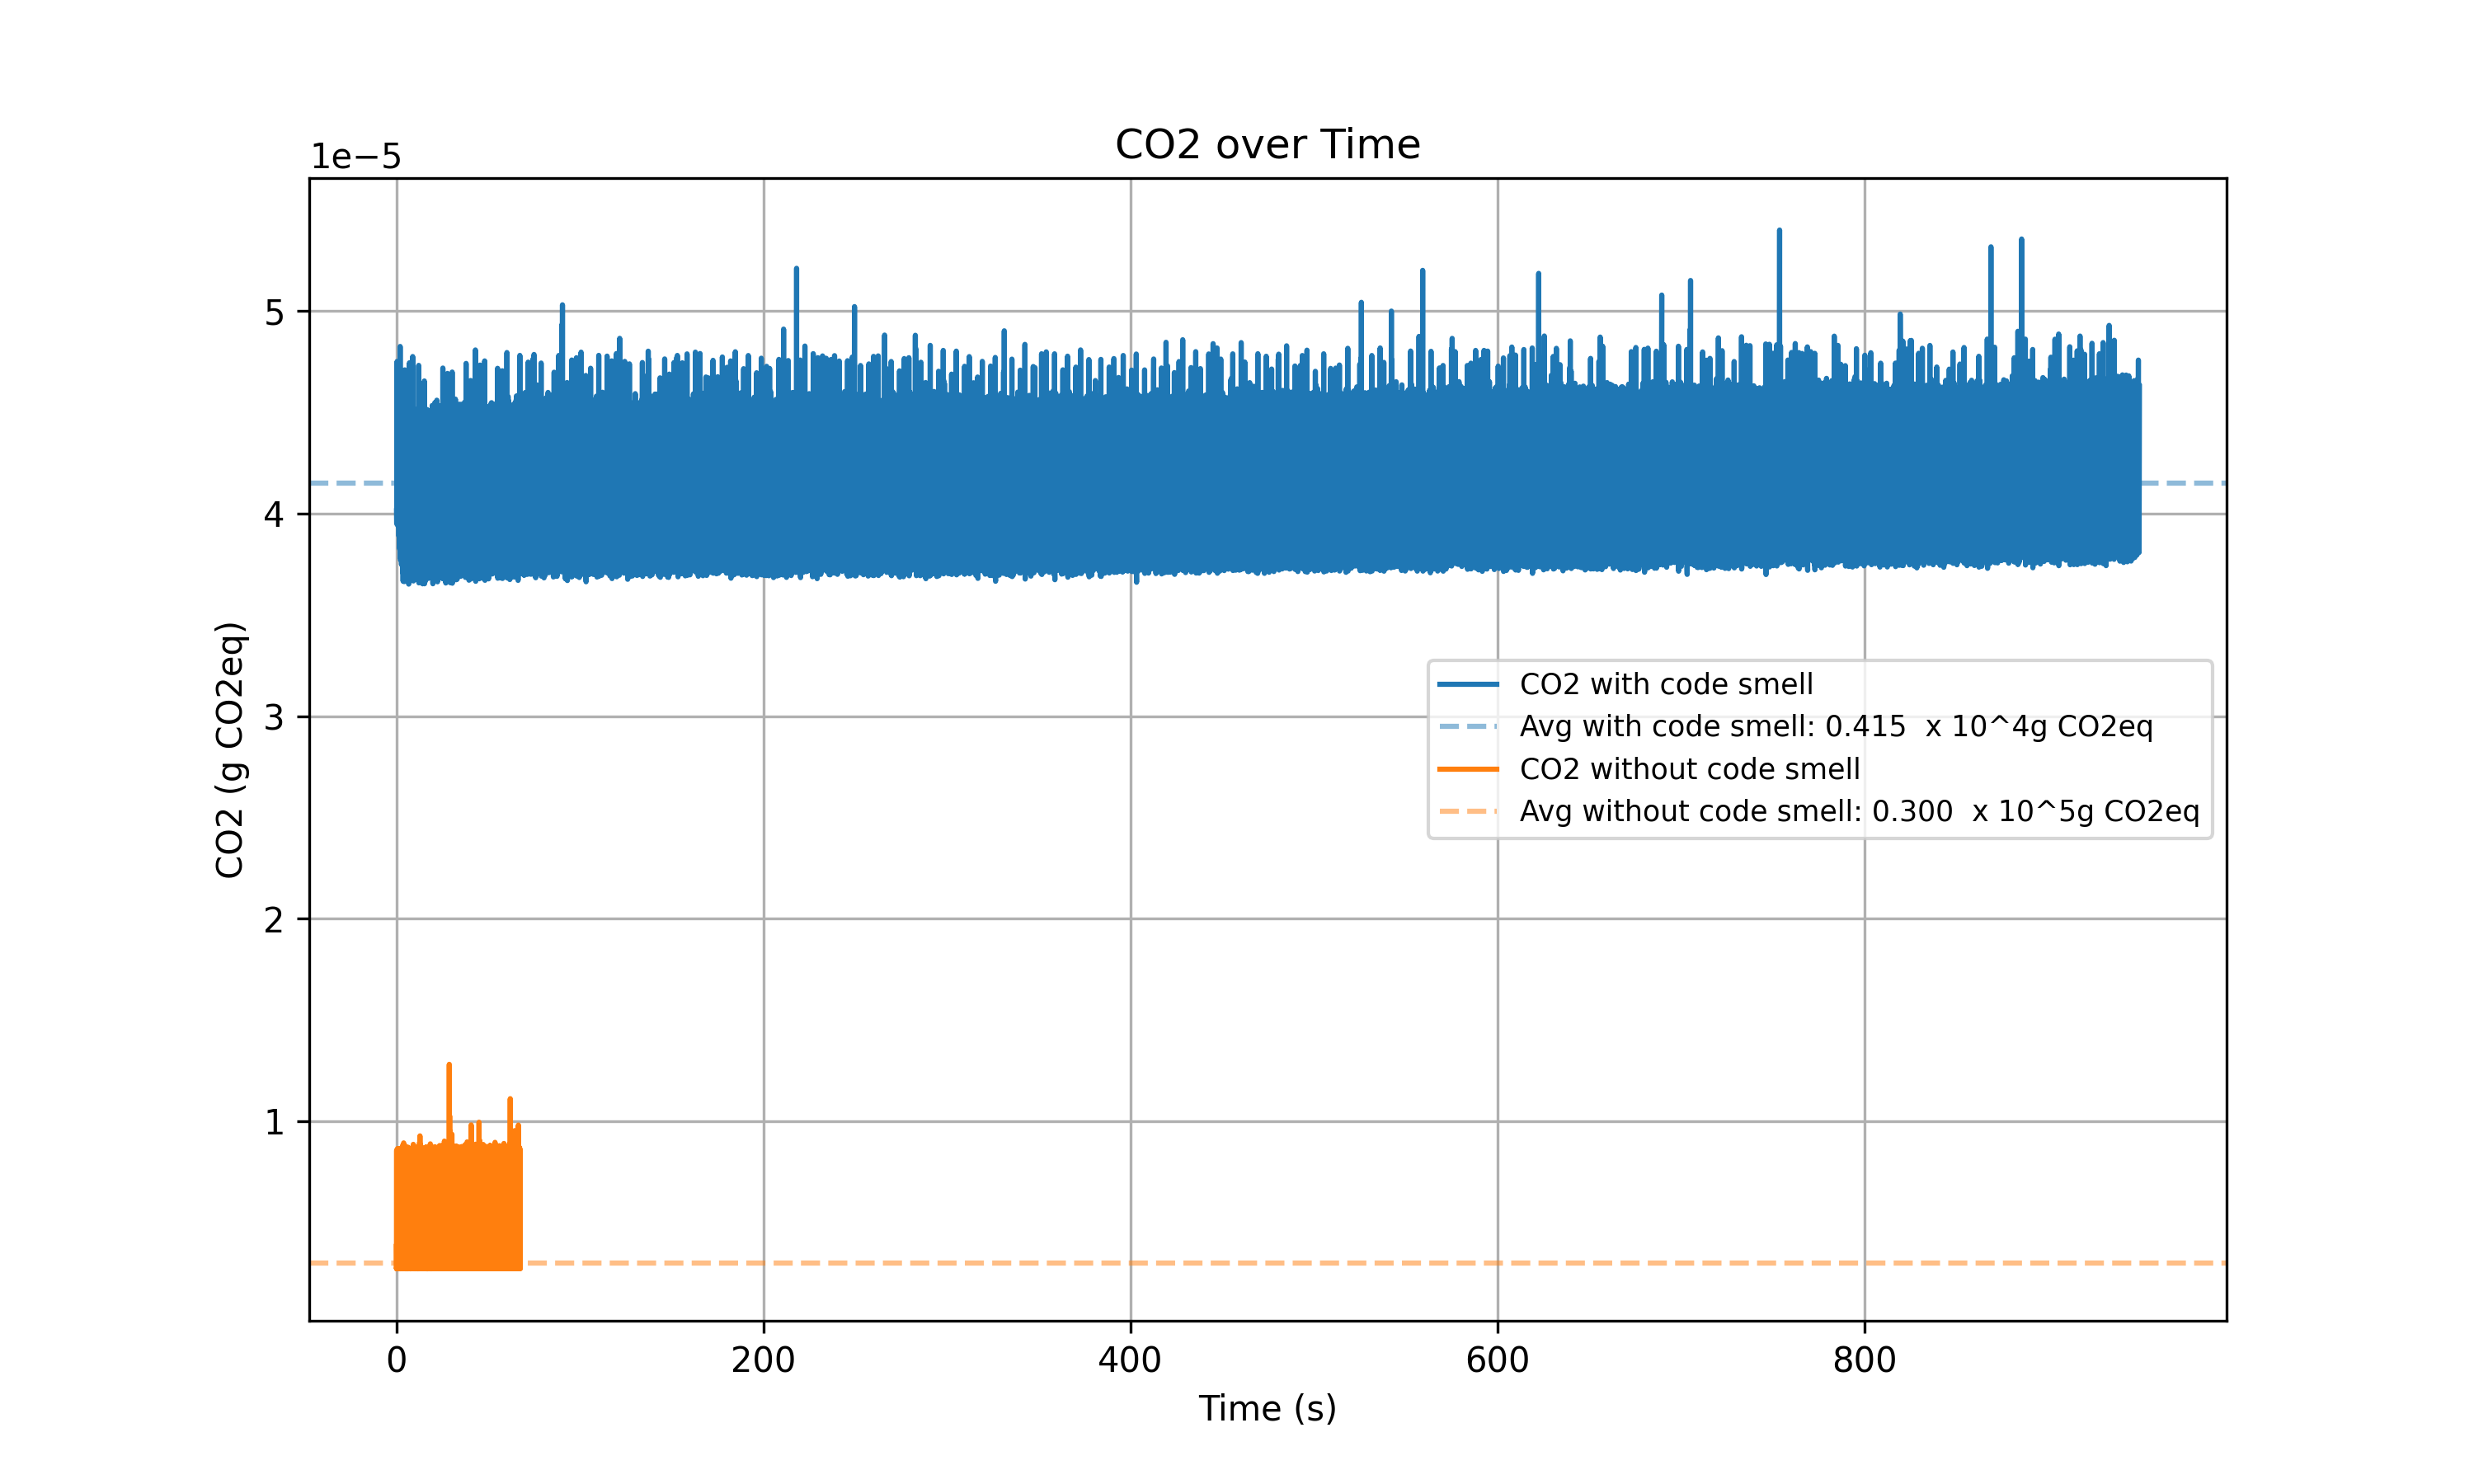 CO2 over Time
1e−5
5
4
3
2
1
CO2 (g CO2eq)
CO2 with code smell
Avg with code smell: 0.415  x 10^4g CO2eq
CO2 without code smell
Avg without code smell: 0.300  x 10^5g CO2eq
0 200 400 600 800
Time (s)